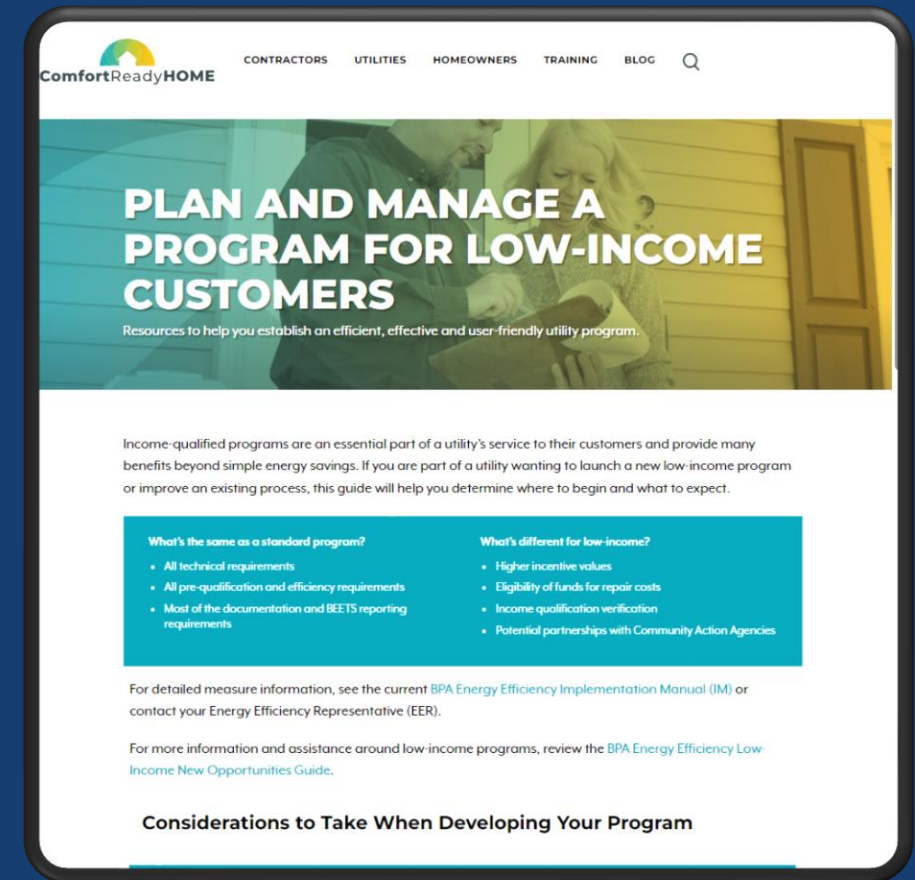 ComfortReadyHOME
CONTRACTORS UTILITIES HOMEOWNERS TRAINING BLOG
PLAN AND MANAGE A
PROGRAM FOR LOW-INCOME
CUSTOMERS
Resources to help you establish an efficient, effective and user-friendly utility program.
Income-qualified programs are an essential part of a utility's service to their customers and provide many
benefits beyond simple energy savings. If you are part of a utility wanting to launch a new low-income program
or improve an existing process, this guide will help you determine where to begin and what to expect.
What's the same as a standard program?
• All technical requirements
• All pre-qualification and efficiency requirements
• Most of the documentation and BEETS reporting
requirements
What's different for low-income?
• Higher incentive values
• Eligibility of funds for repair costs
• Income qualification verification
• Potential partnerships with Community Action Agencies
For detailed measure information, see the current BPA Energy Efficiency Implementation Manual (IM) or
contact your Energy Efficiency Representative (EER).
For more information and assistance around low-income programs, review the BPA Energy Efficiency Low-
Income New Opportunities Guide.
Considerations to Take When Developing Your Program